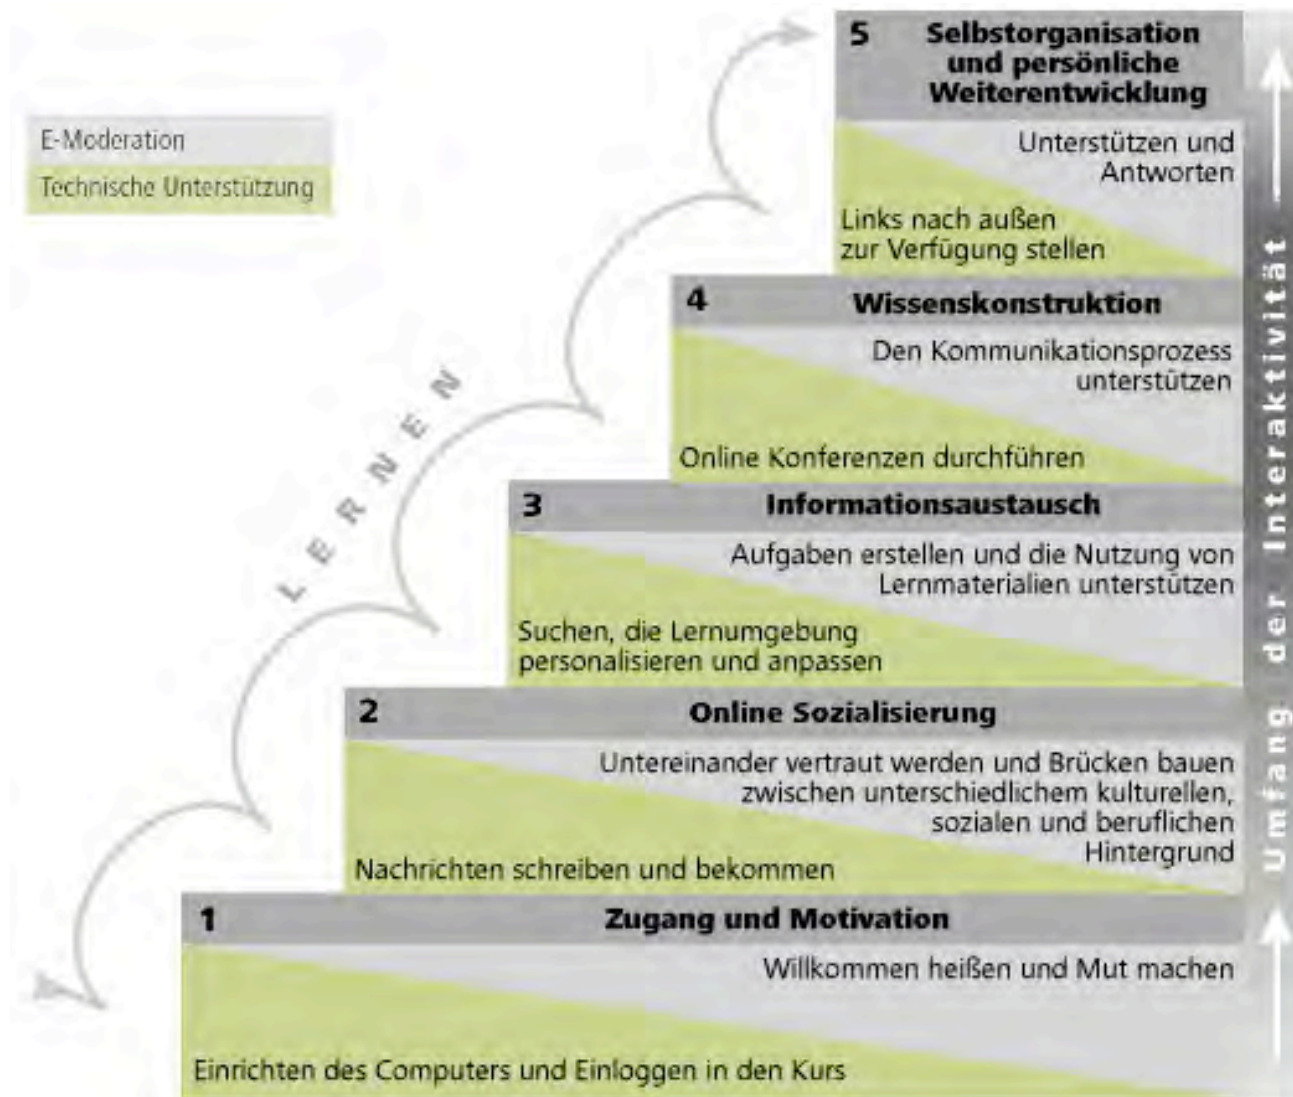 5 Selbstorganisation
und persönliche
Weiterentwicklung
E-Moderation
Technische Unterstützung
Unterstützen und
Antworten
Links nach außen
zur Verfügung stellen
4 Wissenskonstruktion
Den Kommunikationsprozess
unterstützen
Online Konferenzen durchführen
3 Informationsaustausch
Aufgaben erstellen und die Nutzung von
Lernmaterialien unterstützen
Suchen, die Lernumgebung
personalisieren und anpassen
2 Online Sozialisierung
Untereinander vertraut werden und Brücken bauen
zwischen unterschiedlichem kulturellen,
sozialen und beruflichen
Hintergrund
Nachrichten schreiben und bekommen
1 Zugang und Motivation
Willkommen heißen und Mut machen
Einrichten des Computers und Einloggen in den Kurs
LERNEN
Umfang der Interaktivität